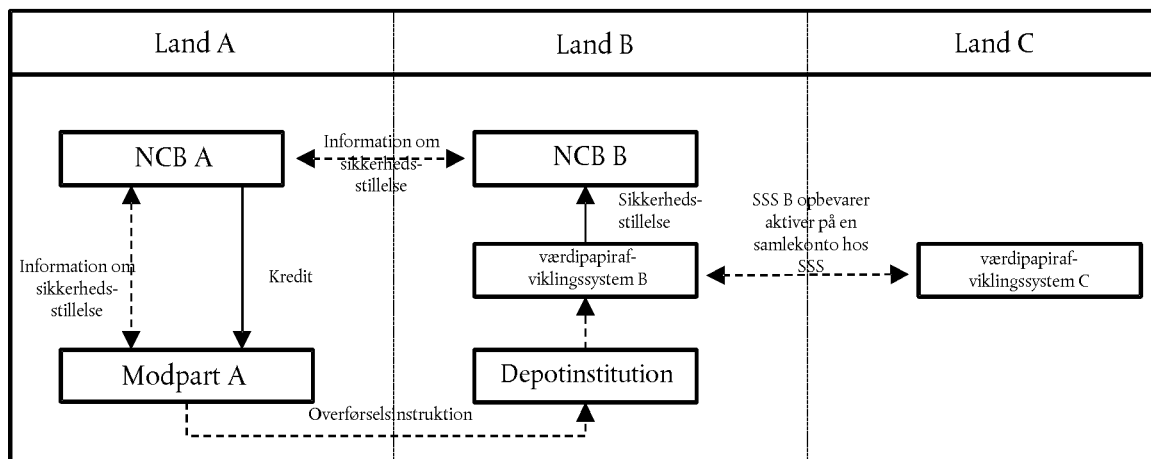 Land A
Land B
Land C
NCB A
Information om
sikkerheds-
stillelse
NCB B
Sikkerheds-
stillelse
SSS B opbevarer
aktiver på en
samlekonto hos
SSS
Information om
sikkerheds-
stillelse
Kredit
værdipapiraf-
viklingssystem B
værdipapiraf-
viklingssystem C
Modpart A
Depotinstitution
Overførselsinstruktion